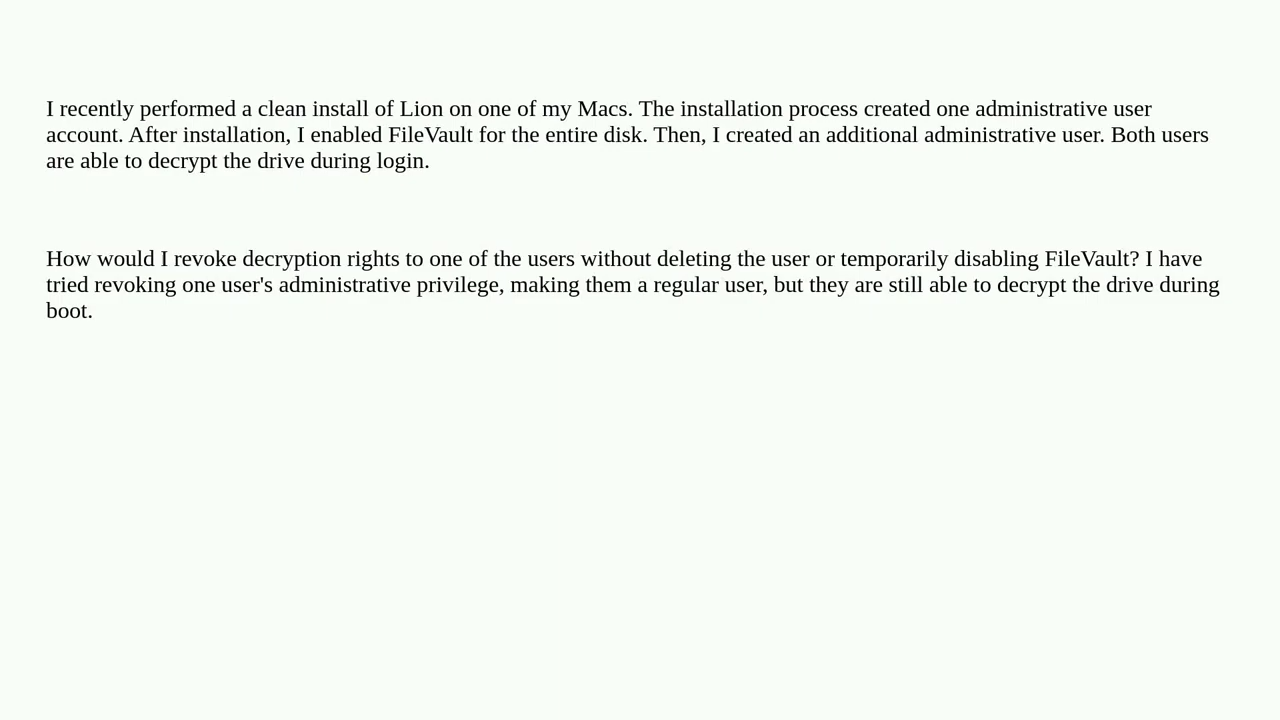 I recently performed a clean install of Lion on one of my Macs. The installation process created one administrative user
account. After installation, I enabled FileVault for the entire disk. Then, I created an additional administrative user. Both users
are able to decrypt the drive during login.
How would I revoke decryption rights to one of the users without deleting the user or temporarily disabling FileVault? I have
tried revoking one user's administrative privilege, making them a regular user, but they are still able to decrypt the drive during
boot.